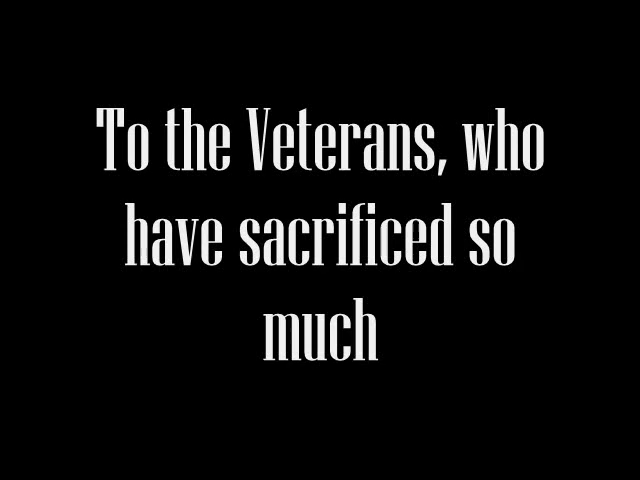 To the Veterans, who
have sacrificed so
much